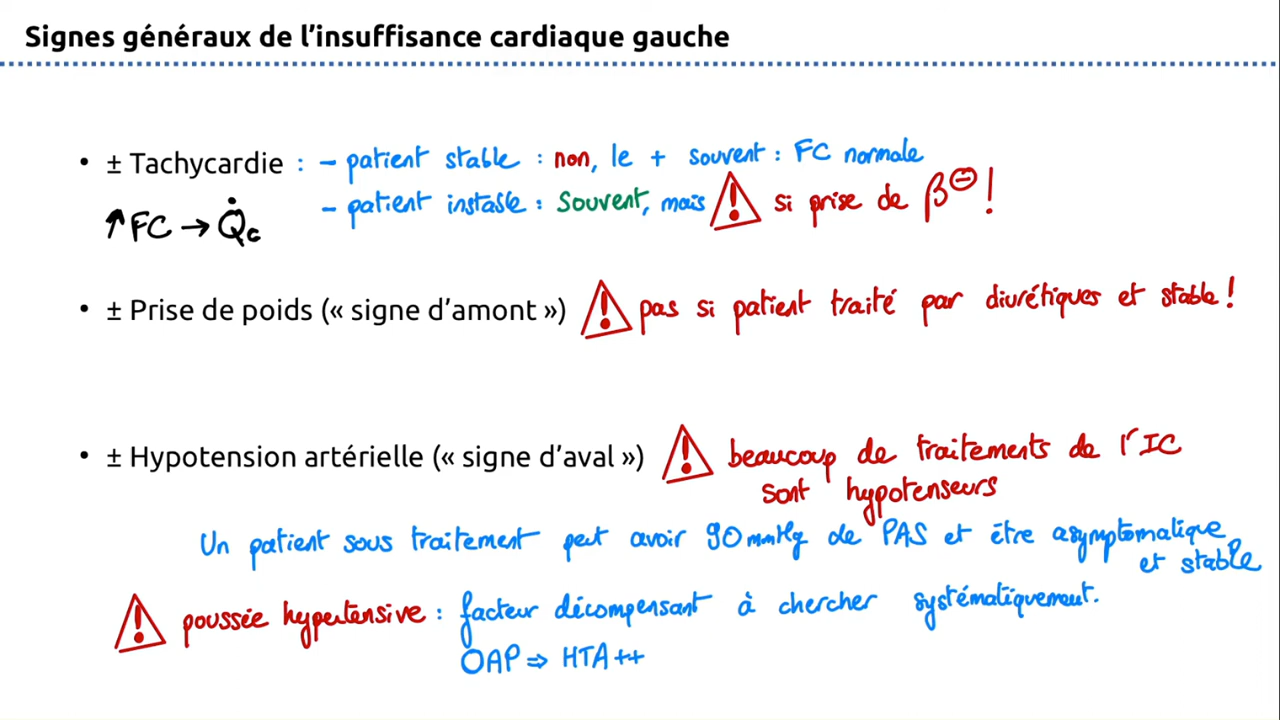 Signes généraux de l'insuffisance cardiaque gauche
• ± Tachycardie : - patient stable : non, le + souvent : FC normale
- patient instable : Souvent, mais ⚠ si prise de β⊖ !
↑ FC → Q̇c
• ± Prise de poids (« signe d'amont ») ⚠ pas si patient traité par diurétiques et stable !
• ± Hypotension artérielle (« signe d'aval ») ⚠ beaucoup de traitements de l'IC
sont hypotenseurs
Un patient sous traitement peut avoir 90 mmHg de PAS et être asymptomatique
et stable
⚠ poussée hypertensive : facteur décompensant à chercher systématiquement.
OAP ⇒ HTA++